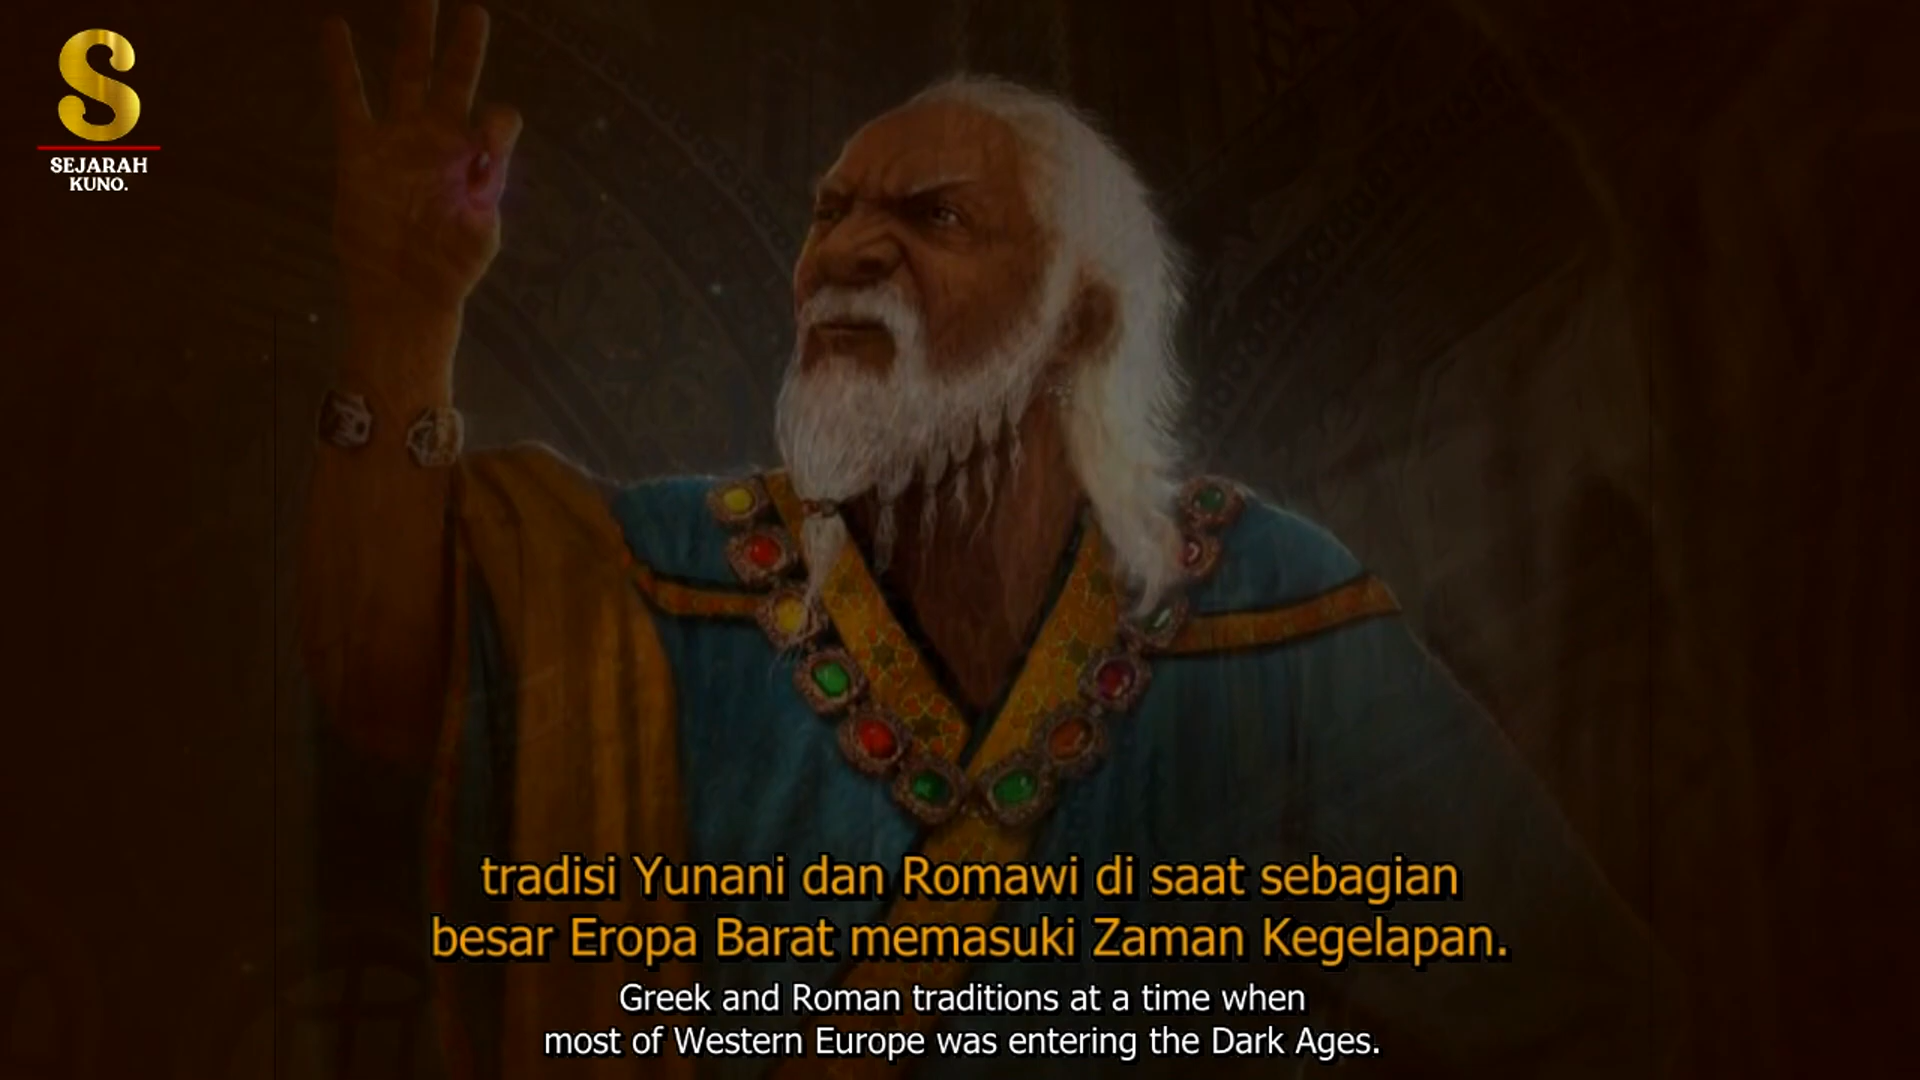 S
SEJARAH
KUNO.
tradisi Yunani dan Romawi di saat sebagian
besar Eropa Barat memasuki Zaman Kegelapan.
Greek and Roman traditions at a time when
most of Western Europe was entering the Dark Ages.